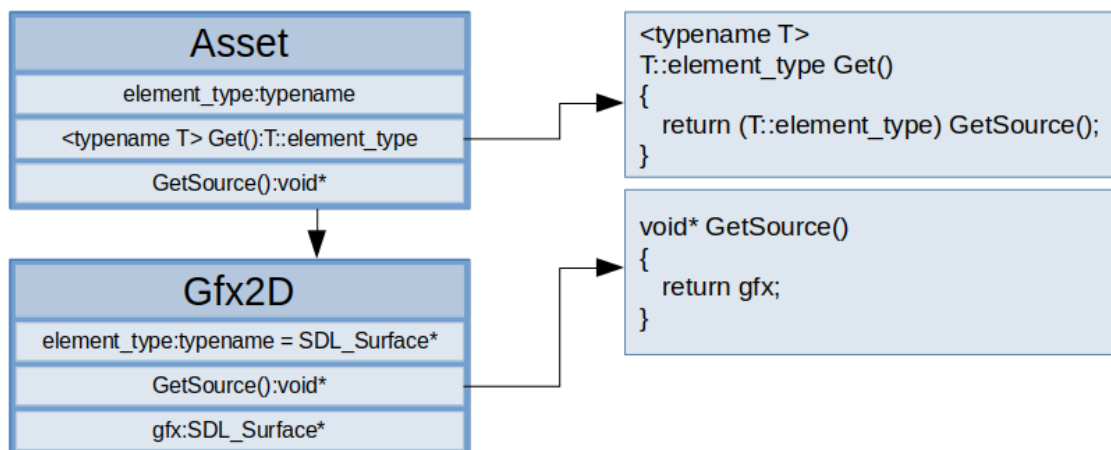 Asset
element_type:typename
<typename T> Get():T::element_type
GetSource():void*
<typename T>
T::element_type Get()
{
return (T::element_type) GetSource();
}
Gfx2D
element_type:typename = SDL_Surface*
GetSource():void*
gfx:SDL_Surface*
void* GetSource()
{
return gfx;
}